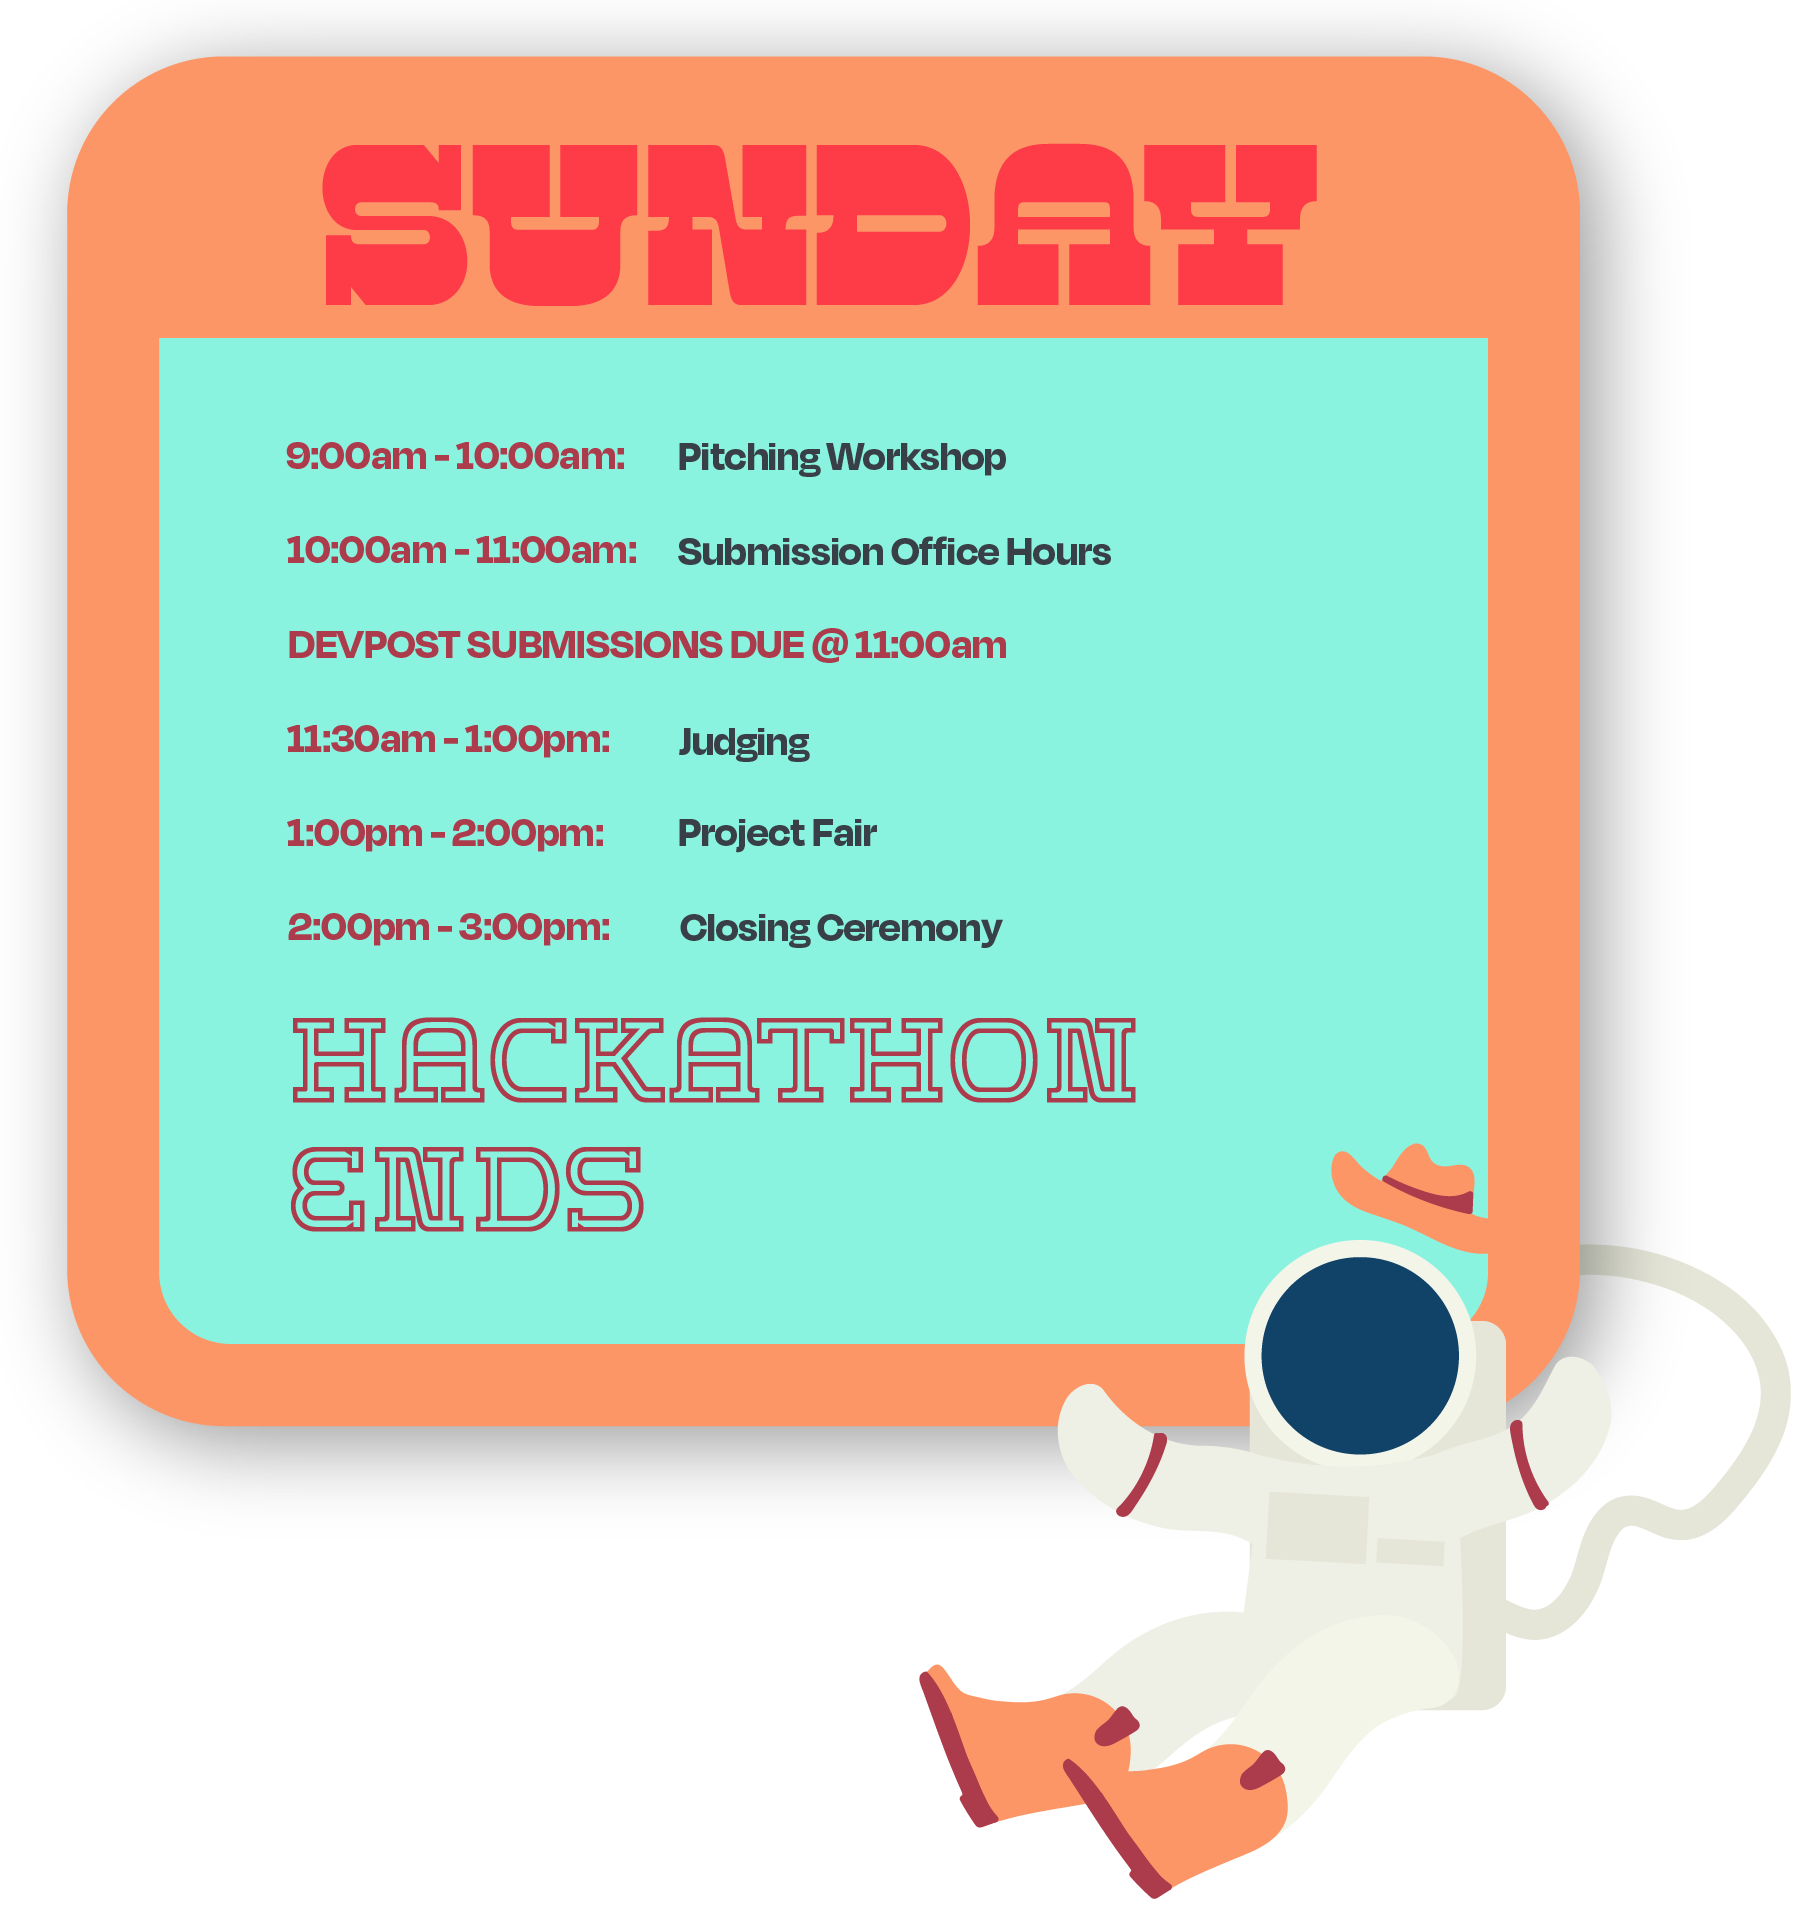 SUNDAY
9:00am - 10:00am: Pitching Workshop
10:00am - 11:00am: Submission Office Hours
DEVPOST SUBMISSIONS DUE @ 11:00am
11:30am - 1:00pm: Judging
1:00pm - 2:00pm: Project Fair
2:00pm - 3:00pm: Closing Ceremony
HACKATHON
ENDS